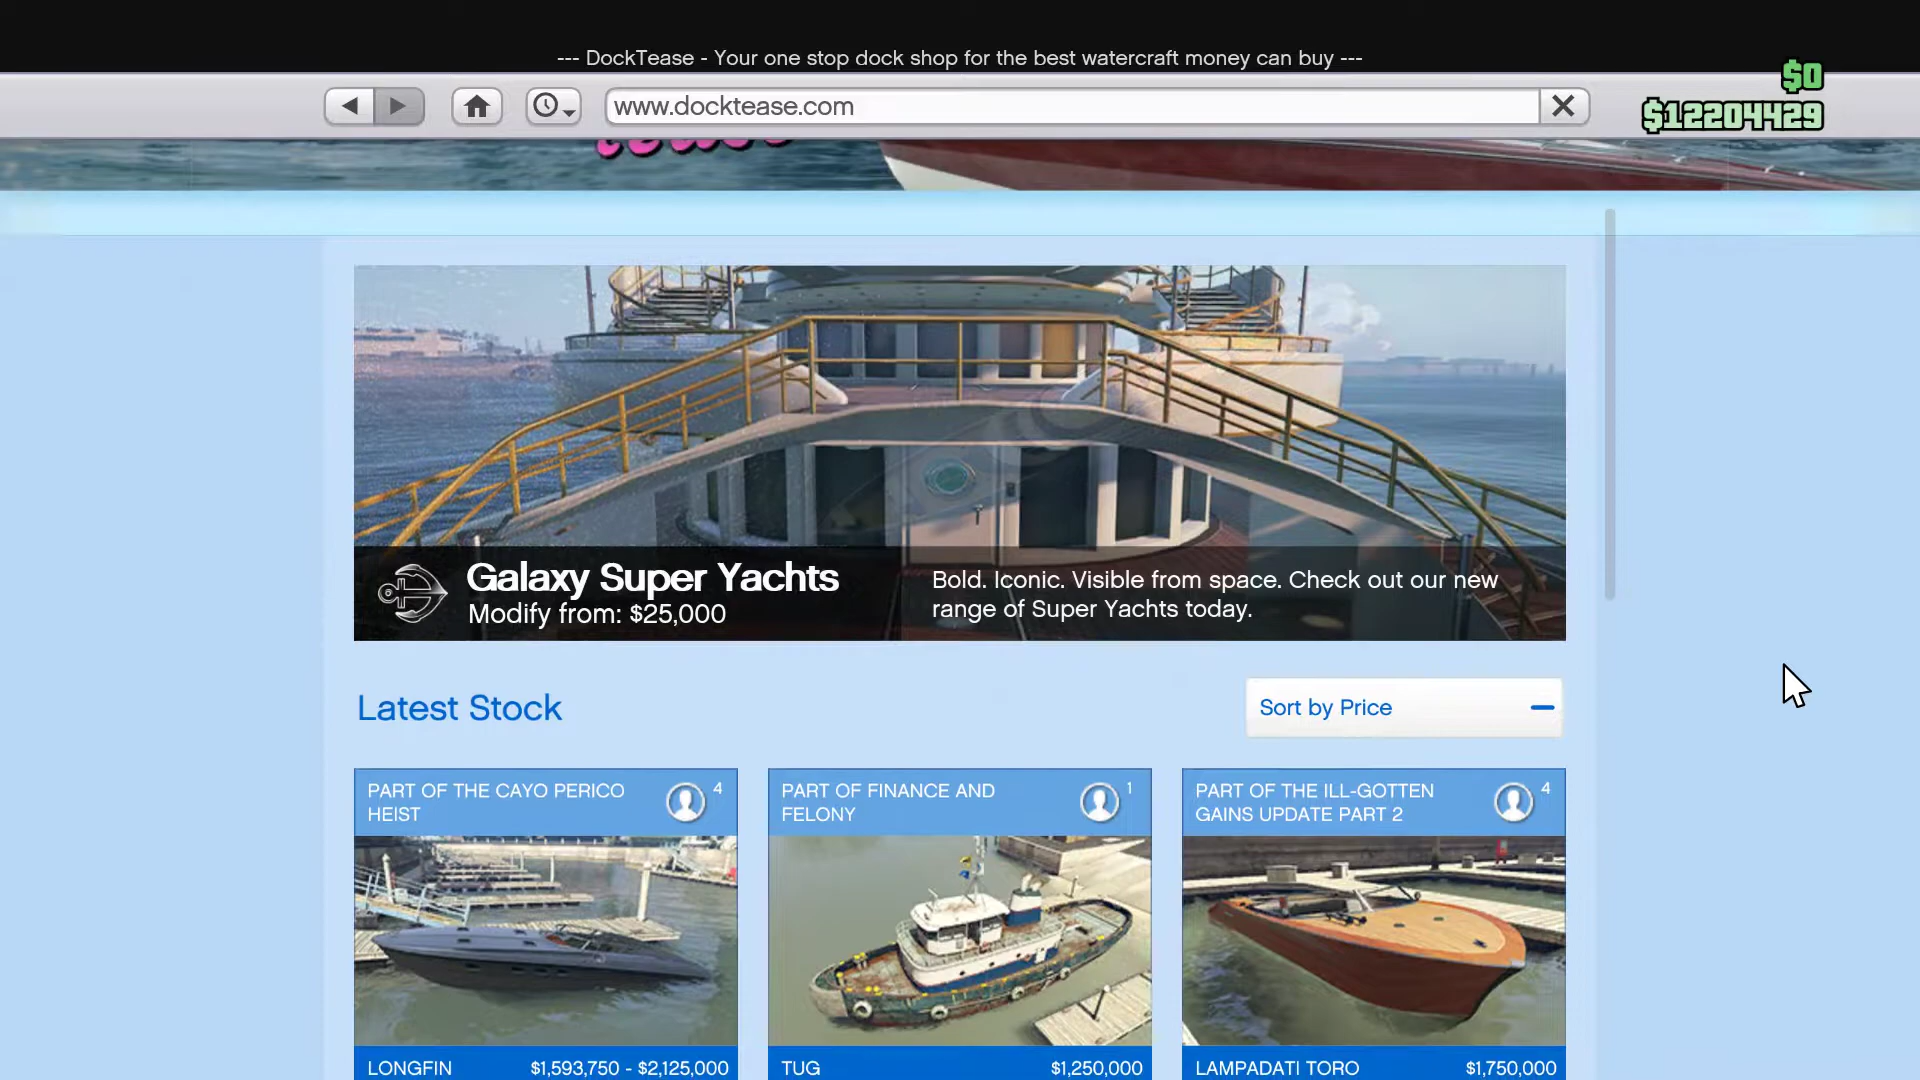 --- DockTease - Your one stop dock shop for the best watercraft money can buy ---
$0
www.docktease.com
$12204429
Galaxy Super Yachts
Modify from: $25,000
Bold. Iconic. Visible from space. Check out our new
range of Super Yachts today.
Latest Stock
Sort by Price
PART OF THE CAYO PERICO
HEIST
4
PART OF FINANCE AND
FELONY
1
PART OF THE ILL-GOTTEN
GAINS UPDATE PART 2
4
LONGFIN
$1,593,750 - $2,125,000
TUG
$1,250,000
LAMPADATI TORO
$1,750,000